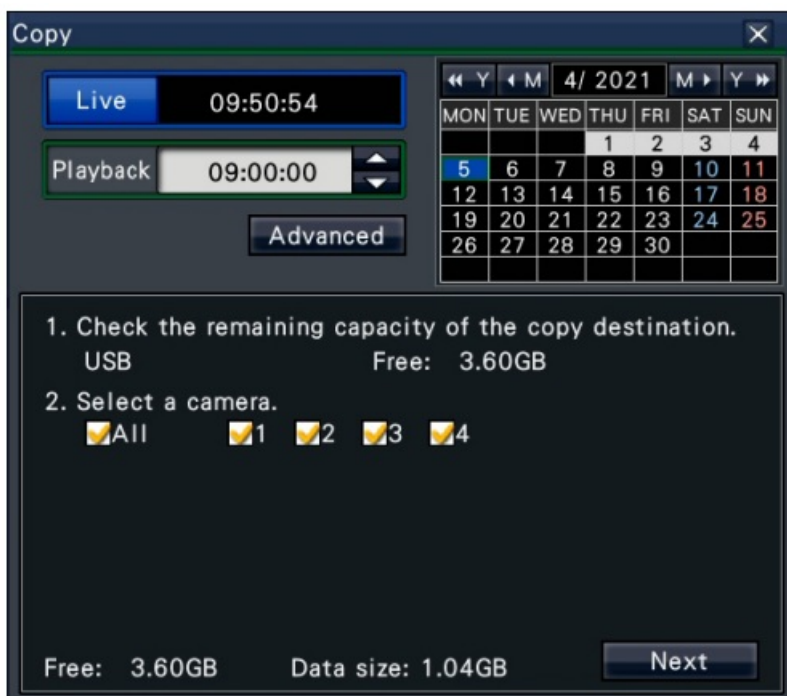 Copy
Live 09:50:54
Playback 09:00:00
Advanced
Y M 4/ 2021 M Y
MON TUE WED THU FRI SAT SUN
1 2 3 4
5 6 7 8 9 10 11
12 13 14 15 16 17 18
19 20 21 22 23 24 25
26 27 28 29 30
1. Check the remaining capacity of the copy destination.
USB Free: 3.60GB
2. Select a camera.
All 1 2 3 4
Free: 3.60GB Data size: 1.04GB Next